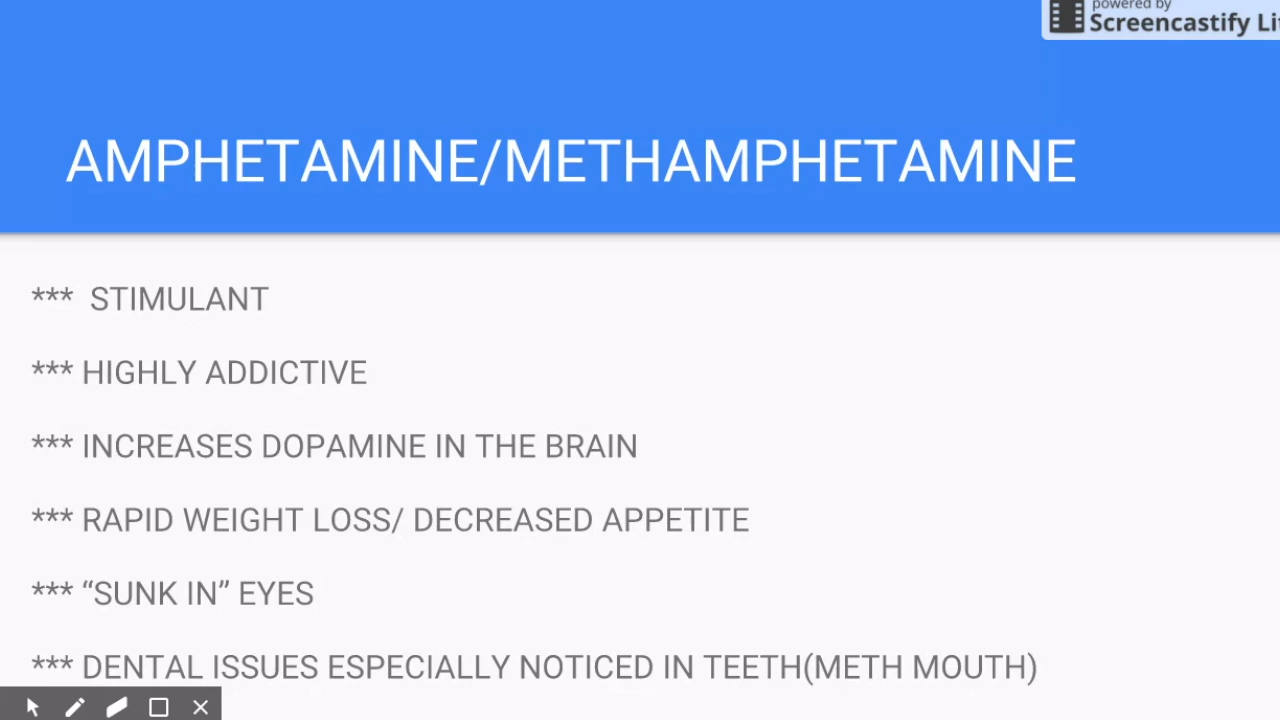 powered by
Screencastify
AMPHETAMINE/METHAMPHETAMINE
*** STIMULANT
*** HIGHLY ADDICTIVE
*** INCREASES DOPAMINE IN THE BRAIN
*** RAPID WEIGHT LOSS/ DECREASED APPETITE
*** “SUNK IN” EYES
*** DENTAL ISSUES ESPECIALLY NOTICED IN TEETH(METH MOUTH)